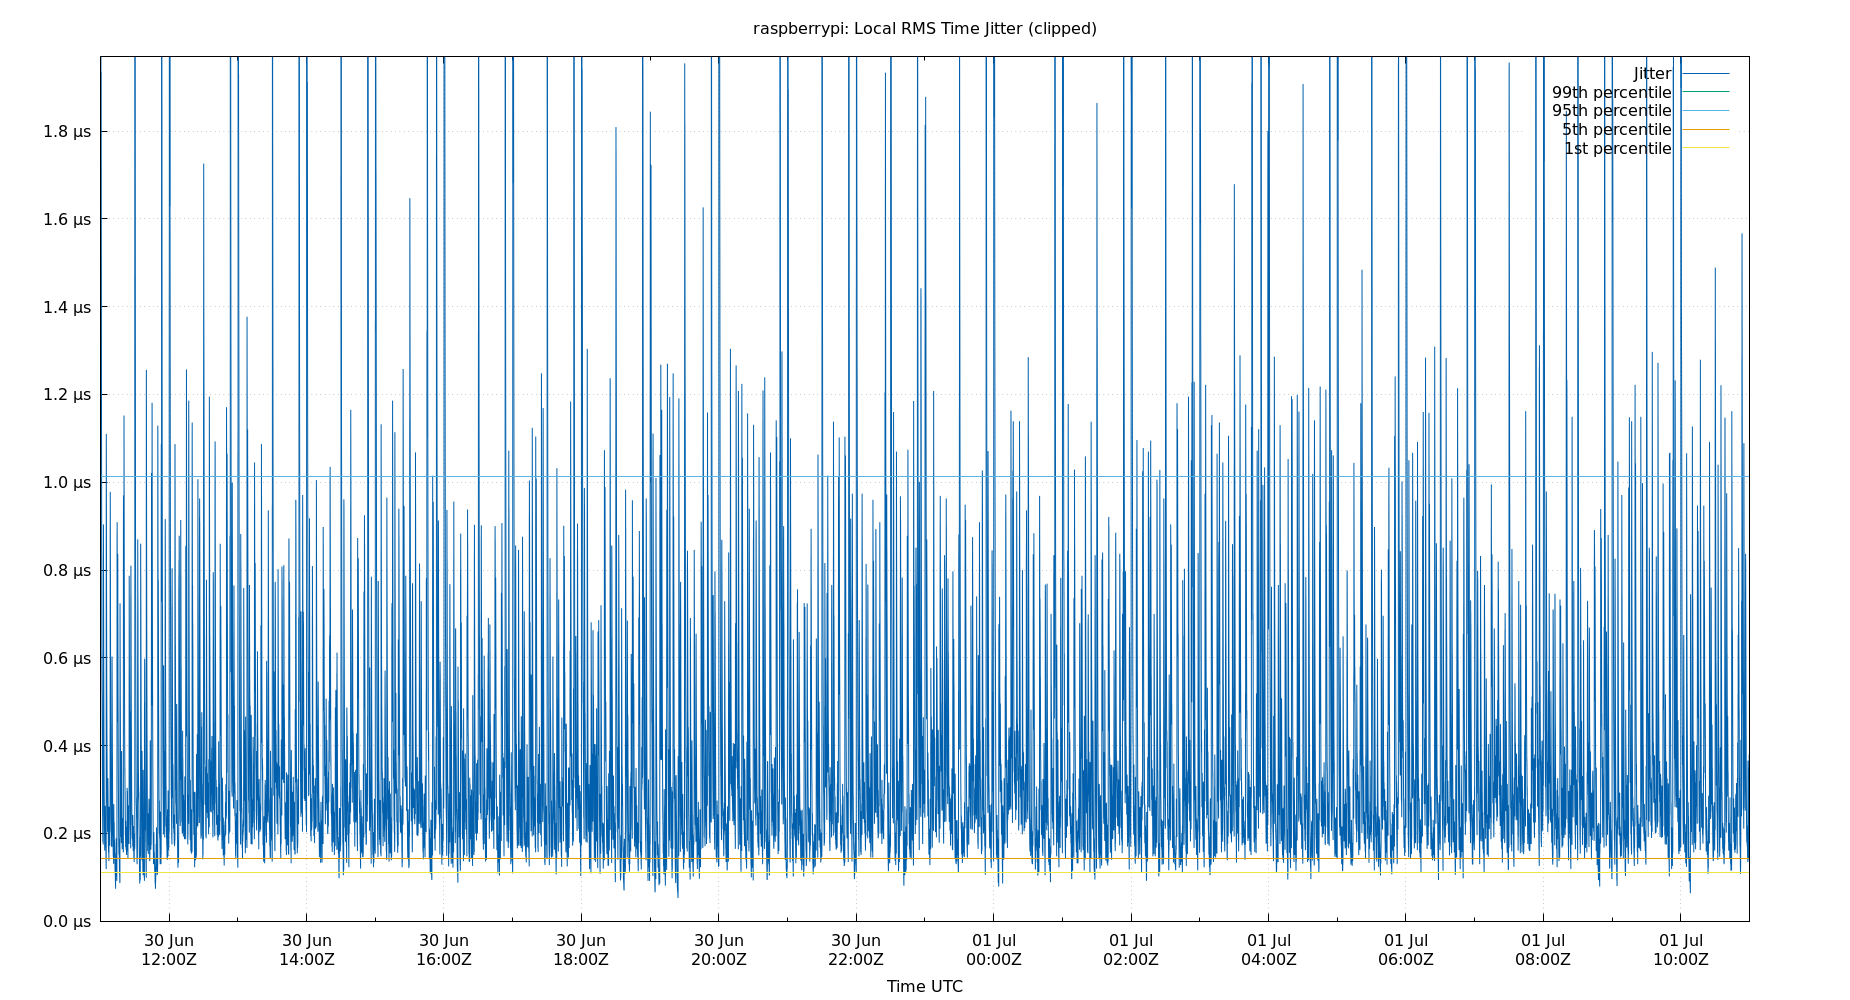 raspberrypi: Local RMS Time Jitter (clipped)
Jitter
99th percentile
95th percentile
5th percentile
1st percentile
1.8 µs
1.6 µs
1.4 µs
1.2 µs
1.0 µs
0.8 µs
0.6 µs
0.4 µs
0.2 µs
0.0 µs
30 Jun 30 Jun 30 Jun 30 Jun 30 Jun 30 Jun 01 Jul 01 Jul 01 Jul 01 Jul 01 Jul 01 Jul
12:00Z 14:00Z 16:00Z 18:00Z 20:00Z 22:00Z 00:00Z 02:00Z 04:00Z 06:00Z 08:00Z 10:00Z
Time UTC